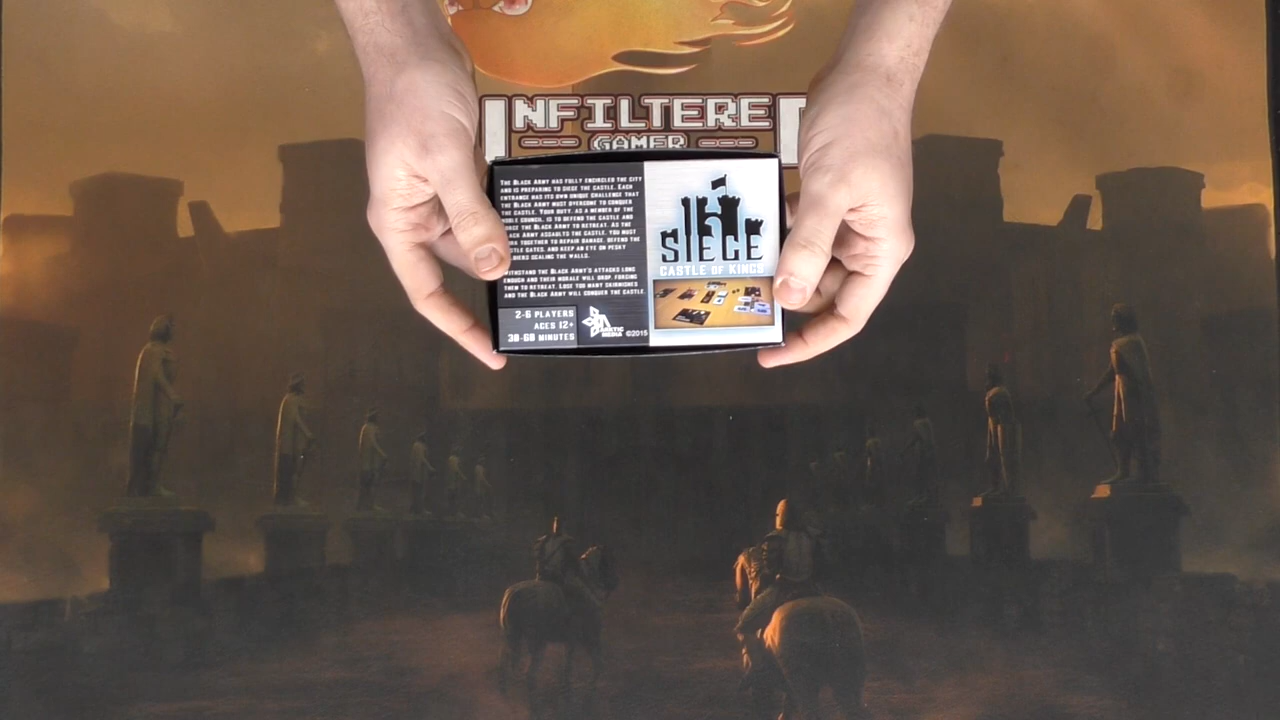 INFILTERE
GAMER
THE BLACK ARMY HAS FULLY ENCIRCLED THE CITY
AND IS PREPARING TO SIEGE THE CASTLE. EACH
ENTRANCE HAS ITS OWN UNIQUE CHALLENGE THAT
THE BLACK ARMY MUST OVERCOME TO CONQUER
THE CASTLE. YOUR DUTY, AS A MEMBER OF THE
NOBLE COUNCIL, IS TO DEFEND THE CASTLE AND
THE BLACK ARMY TO RETREAT. AS THE
ARMY ASSAULTS THE CASTLE, YOU MUST
TOGETHER TO REPAIR DAMAGE, DEFEND THE
GATES, AND KEEP AN EYE ON PESKY
SCALING THE WALLS.
WITHSTAND THE BLACK ARMY'S ATTACKS LONG
ENOUGH AND THEIR MORALE WILL DROP, FORCING
THEM TO RETREAT. LOSE TOO MANY SKIRMISHES
AND THE BLACK ARMY WILL CONQUER THE CASTLE.
2-6 PLAYERS
AGES 12+
30-60 MINUTES
ARKTIC
MEDIA ©2015
SIEGE
CASTLE OF KINGS